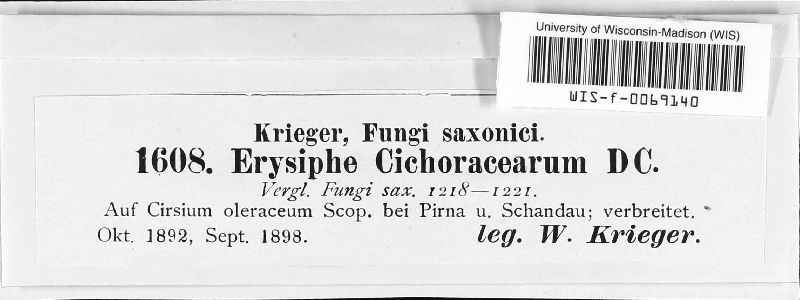 University of Wisconsin-Madison (WIS)
WIS-f-0069140
Krieger, Fungi saxonici.
1608. Erysiphe Cichoracearum DC.
Vergl. Fungi sax. 1218—1221.
Auf Cirsium oleraceum Scop. bei Pirna u. Schandau; verbreitet.
Okt. 1892, Sept. 1898. leg. W. Krieger.